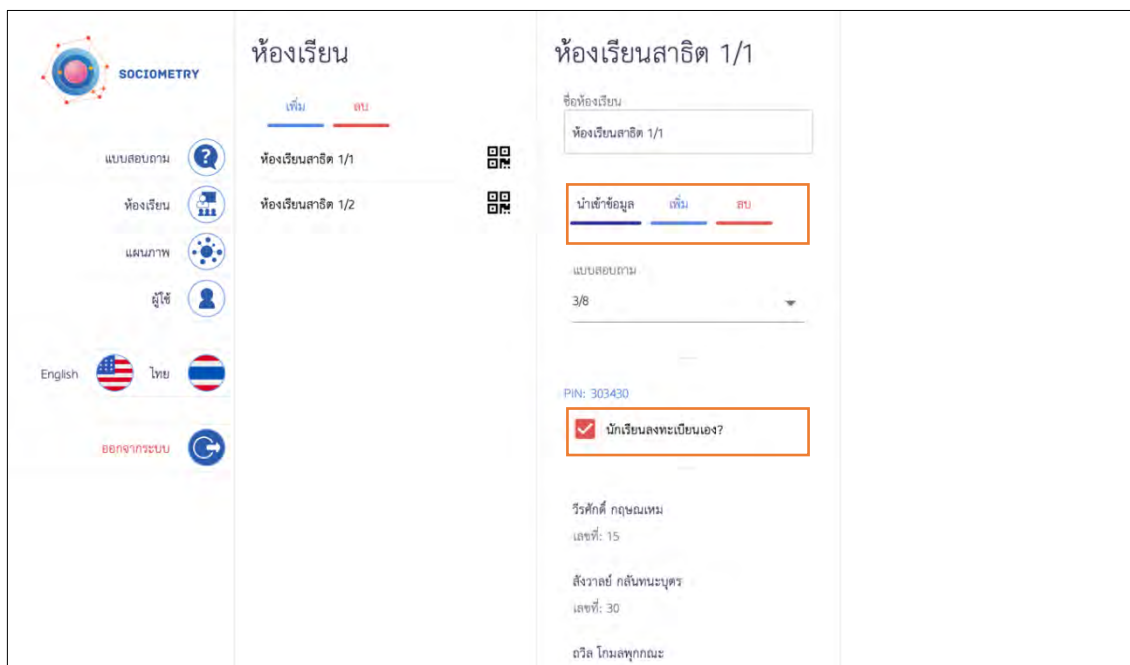 SOCIOMETRY
แบบสอบถาม
ห้องเรียน
แผนภาพ
ผู้ใช้
English ไทย
ออกจากระบบ
ห้องเรียน
เพิ่ม ลบ
ห้องเรียนสาธิต 1/1
ห้องเรียนสาธิต 1/2
ห้องเรียนสาธิต 1/1
ชื่อห้องเรียน
ห้องเรียนสาธิต 1/1
นำเข้าข้อมูล เพิ่ม ลบ
แบบสอบถาม
3/8
PIN: 303430
นักเรียนลงทะเบียนเอง?
วีรศักดิ์ กฤษณเหม
เลขที่: 15
สังวาลย์ กลันทนะบุตร
เลขที่: 30
ถวิล โกมลพุกกณะ